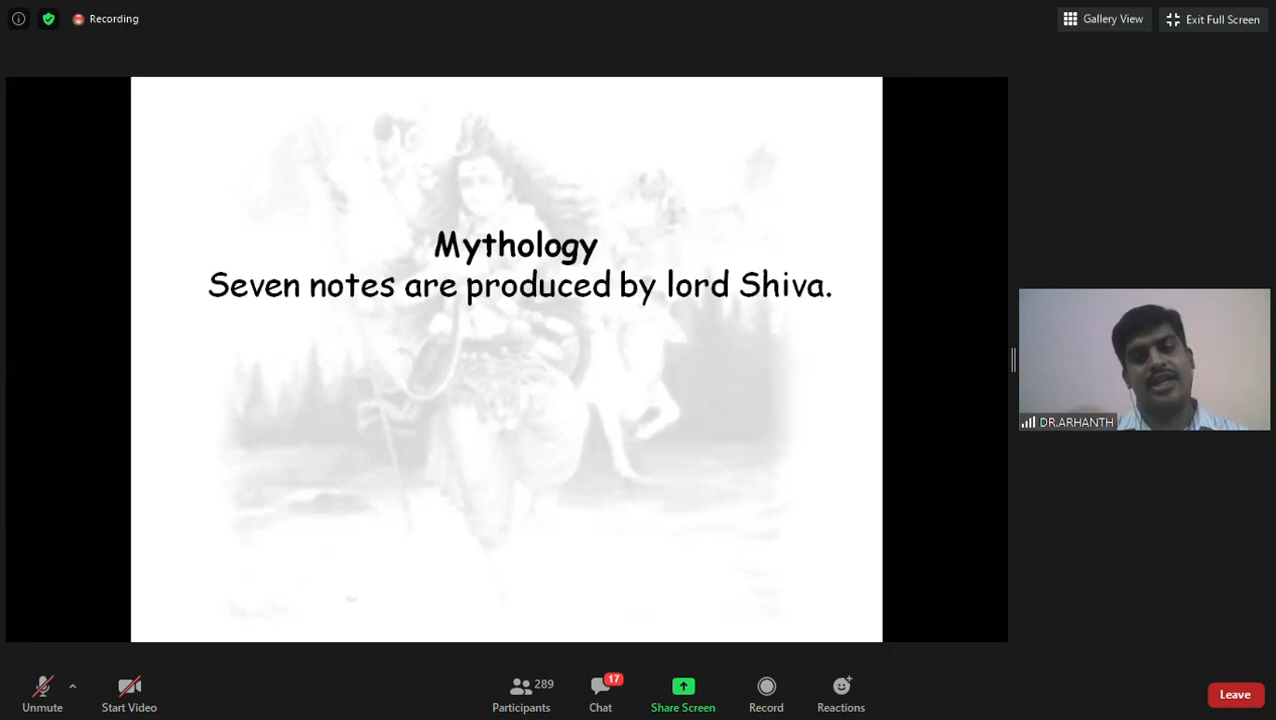 Recording
Gallery View
Exit Full Screen
Mythology
Seven notes are produced by lord Shiva.
DR.ARHANTH
Unmute
Start Video
Participants
289
Chat
17
Share Screen
Record
Reactions
Leave